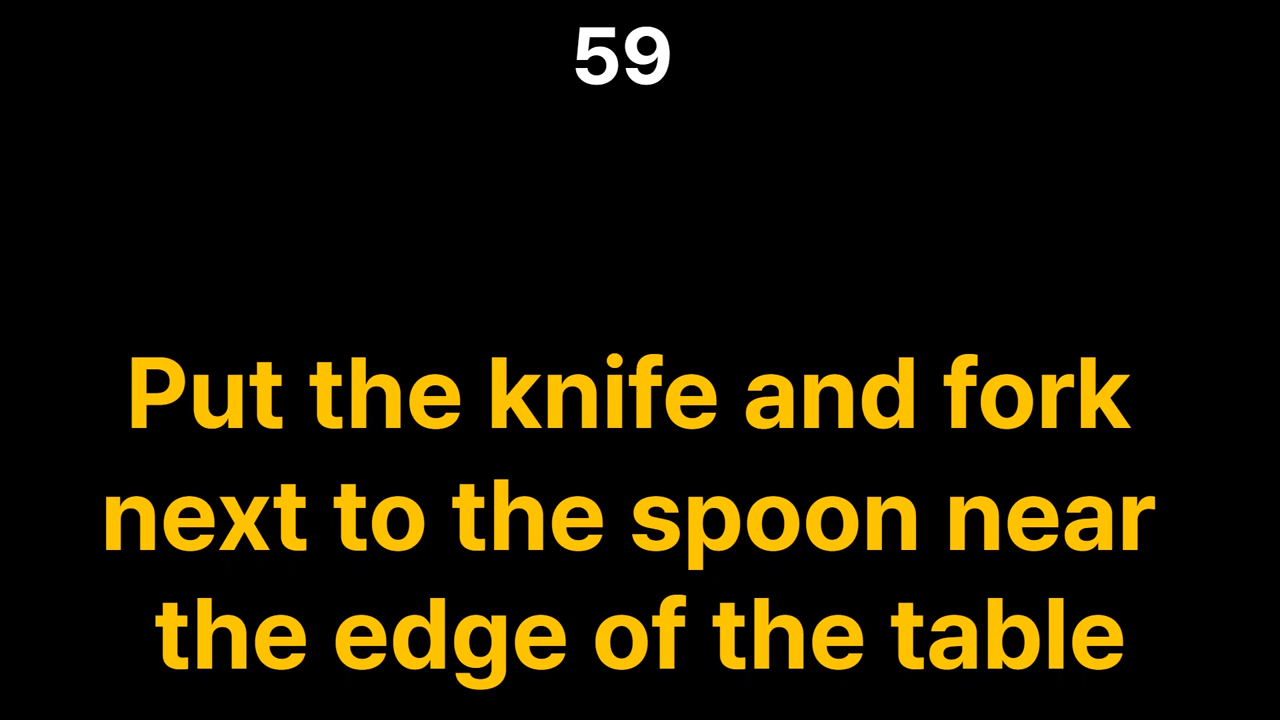 59
Put the knife and fork
next to the spoon near
the edge of the table